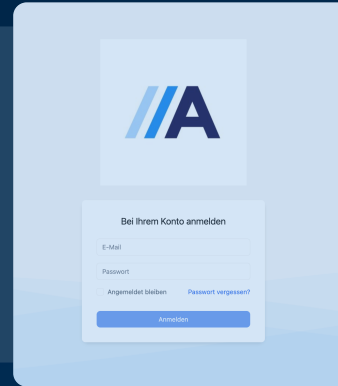 //A
Bei Ihrem Konto anmelden
E-Mail
Passwort
Angemeldet bleiben Passwort vergessen?
Anmelden